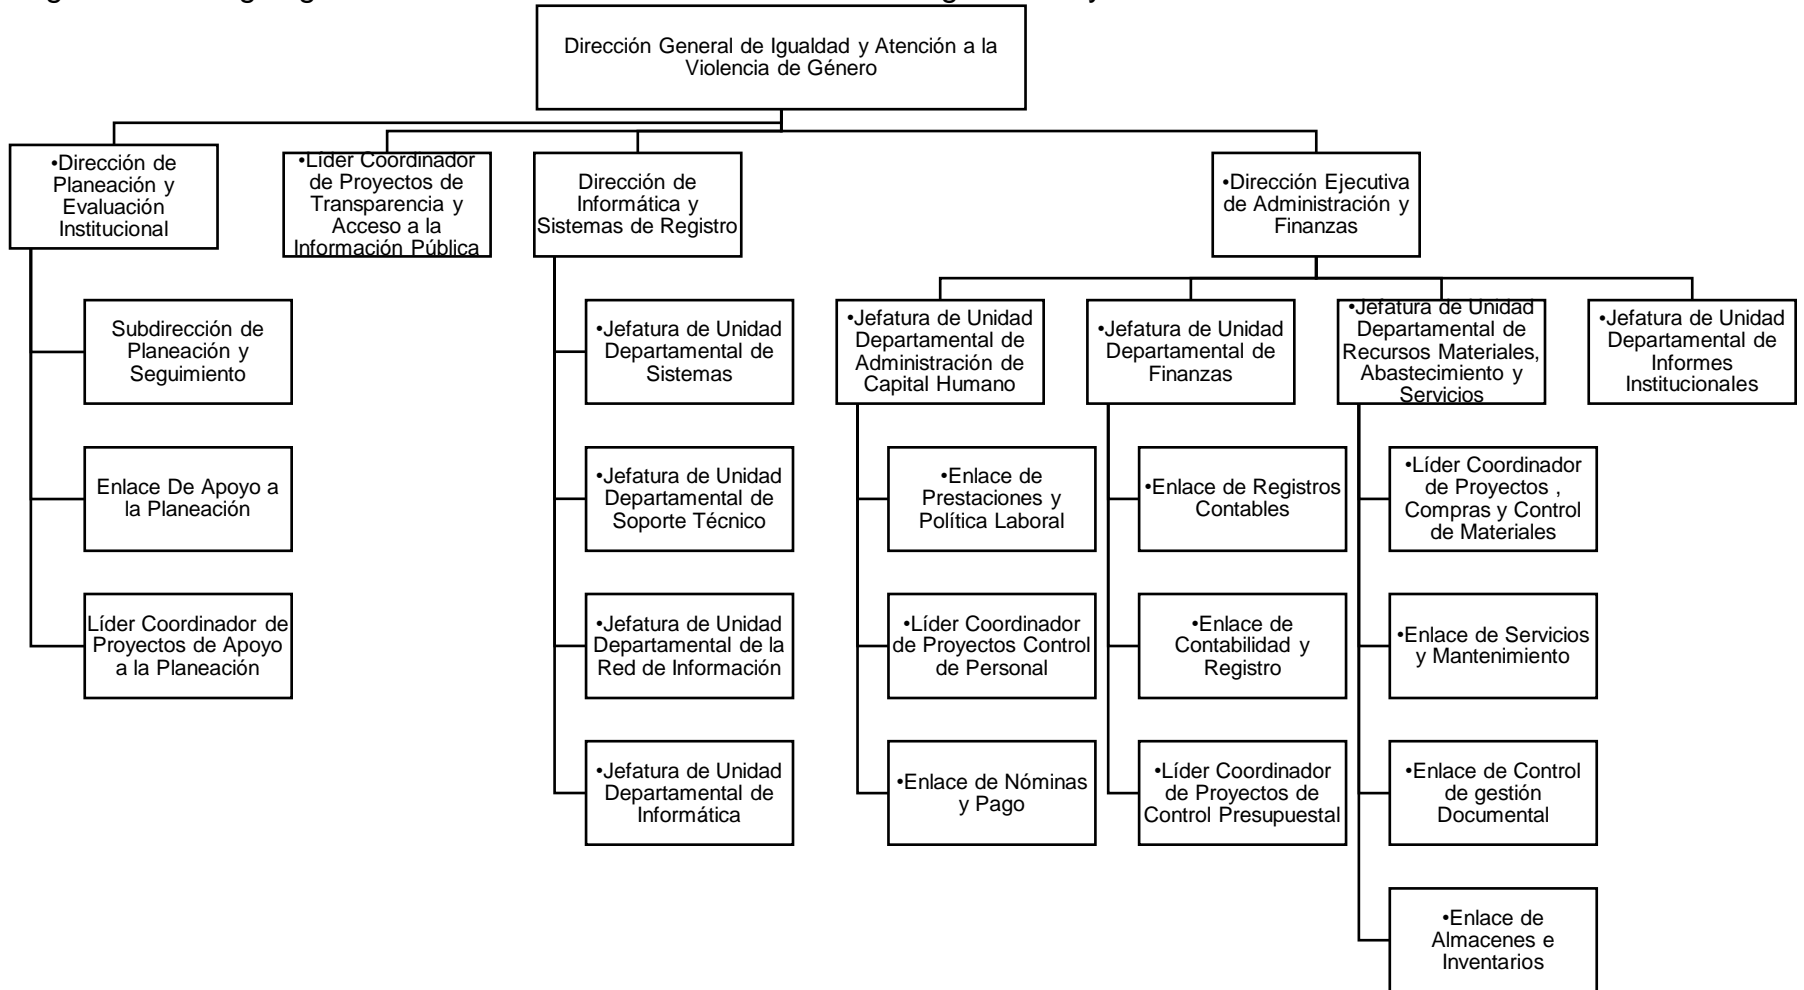 Dirección General de Igualdad y Atención a la
Violencia de Género
•Dirección de
Planeación y
Evaluación
Institucional
•Líder Coordinador
de Proyectos de
Transparencia y
Acceso a la
Información Pública
Dirección de
Informática y
Sistemas de Registro
•Dirección Ejecutiva
de Administración y
Finanzas
Subdirección de
Planeación y
Seguimiento
Enlace De Apoyo a
la Planeación
Líder Coordinador de
Proyectos de Apoyo
a la Planeación
•Jefatura de Unidad
Departamental de
Sistemas
•Jefatura de Unidad
Departamental de
Soporte Técnico
•Jefatura de Unidad
Departamental de la
Red de Información
•Jefatura de Unidad
Departamental de
Informática
•Jefatura de Unidad
Departamental de
Administración de
Capital Humano
•Enlace de
Prestaciones y
Política Laboral
•Líder Coordinador
de Proyectos Control
de Personal
•Enlace de Nóminas
y Pago
•Jefatura de Unidad
Departamental de
Finanzas
•Enlace de Registros
Contables
•Enlace de
Contabilidad y
Registro
•Líder Coordinador
de Proyectos de
Control Presupuestal
•Jefatura de Unidad
Departamental de
Recursos Materiales,
Abastecimiento y
Servicios
•Líder Coordinador
de Proyectos ,
Compras y Control
de Materiales
•Enlace de Servicios
y Mantenimiento
•Enlace de Control
de gestión
Documental
•Enlace de
Almacenes e
Inventarios
•Jefatura de Unidad
Departamental de
Informes
Institucionales